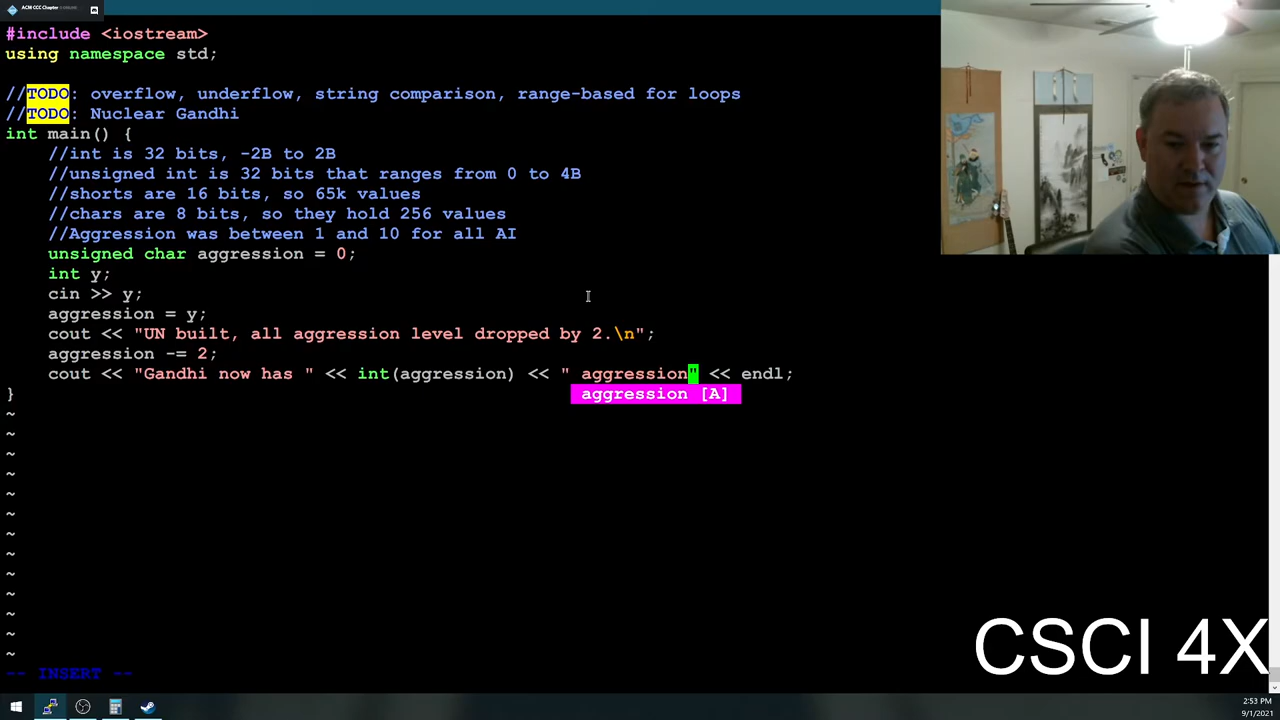 ACM CCC Chapter
#include <iostream>
using namespace std;
//TODO: overflow, underflow, string comparison, range-based for loops
//TODO: Nuclear Gandhi
int main() {
//int is 32 bits, -2B to 2B
//unsigned int is 32 bits that ranges from 0 to 4B
//shorts are 16 bits, so 65k values
//chars are 8 bits, so they hold 256 values
//Aggression was between 1 and 10 for all AI
unsigned char aggression = 0;
int y;
cin >> y;
aggression = y;
cout << "UN built, all aggression level dropped by 2.\n";
aggression -= 2;
cout << "Gandhi now has " << int(aggression) << " aggression" << endl;
aggression [A]
}
~
~
~
~
~
~
~
~
~
~
~
~
~
-- INSERT --
CSCI 4X
2:53 PM
9/1/2021